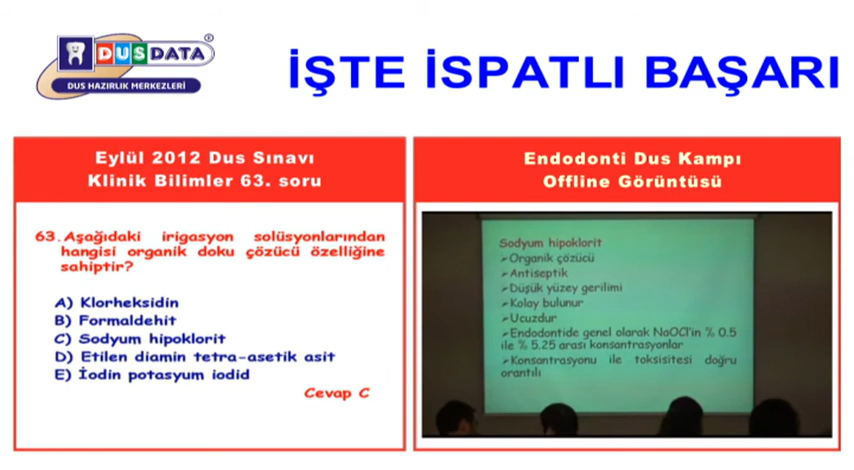 DUSDATA®
DUS HAZIRLIK MERKEZLERİ
İŞTE İSPATLI BAŞARI
Eylül 2012 Dus Sınavı
Klinik Bilimler 63. soru
63. Aşağıdaki irigasyon solüsyonlarından
hangisi organik doku çözücü özelliğine
sahiptir?
A) Klorheksidin
B) Formaldehit
C) Sodyum hipoklorit
D) Etilen diamin tetra-asetik asit
E) İodin potasyum iodid
Cevap C
Endodonti Dus Kampı
Offline Görüntüsü
Sodyum hipoklorit
➢Organik çözücü
➢Antiseptik
➢Düşük yüzey gerilimi
➢Kolay bulunur
➢Ucuzdur
➢Endodontide genel olarak NaOCl'in % 0.5
ile % 5.25 arası konsantrasyonlar
➢Konsantrasyonu ile toksisitesi doğru
orantılı